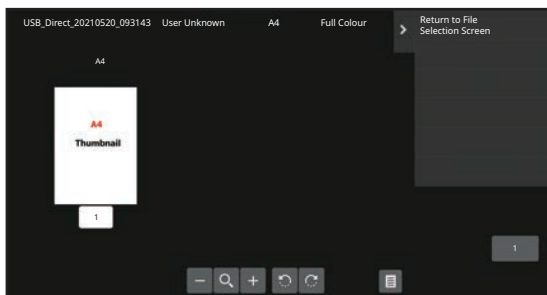 USB_Direct_20210520_093143 User Unknown A4 Full Colour
Return to File
Selection Screen
A4
A4
Thumbnail
1
1